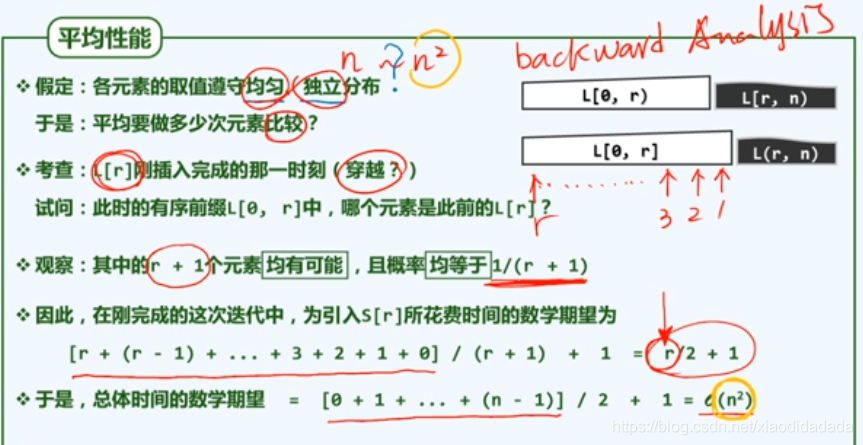 平均性能
n ~ n²
?
backward Analysis
❖ 假定：各元素的取值遵守均匀、独立分布
于是：平均要做多少次元素比较？
L[0, r) L[r, n)
L[0, r] L(r, n)
r 3 2 1
❖ 考查：L[r]刚插入完成的那一时刻（穿越？）
试问：此时的有序前缀L[0, r]中，哪个元素是此前的L[r]？
❖ 观察：其中的r + 1个元素均有可能，且概率均等于1/(r + 1)
❖ 因此，在刚完成的这次迭代中，为引入S[r]所花费时间的数学期望为
[r + (r - 1) + ... + 3 + 2 + 1 + 0] / (r + 1) + 1 = r/2 + 1
❖ 于是，总体时间的数学期望 = [0 + 1 + ... + (n - 1)] / 2 + 1 = O(n²)
https://blog.csdn.net/xiaodidadada